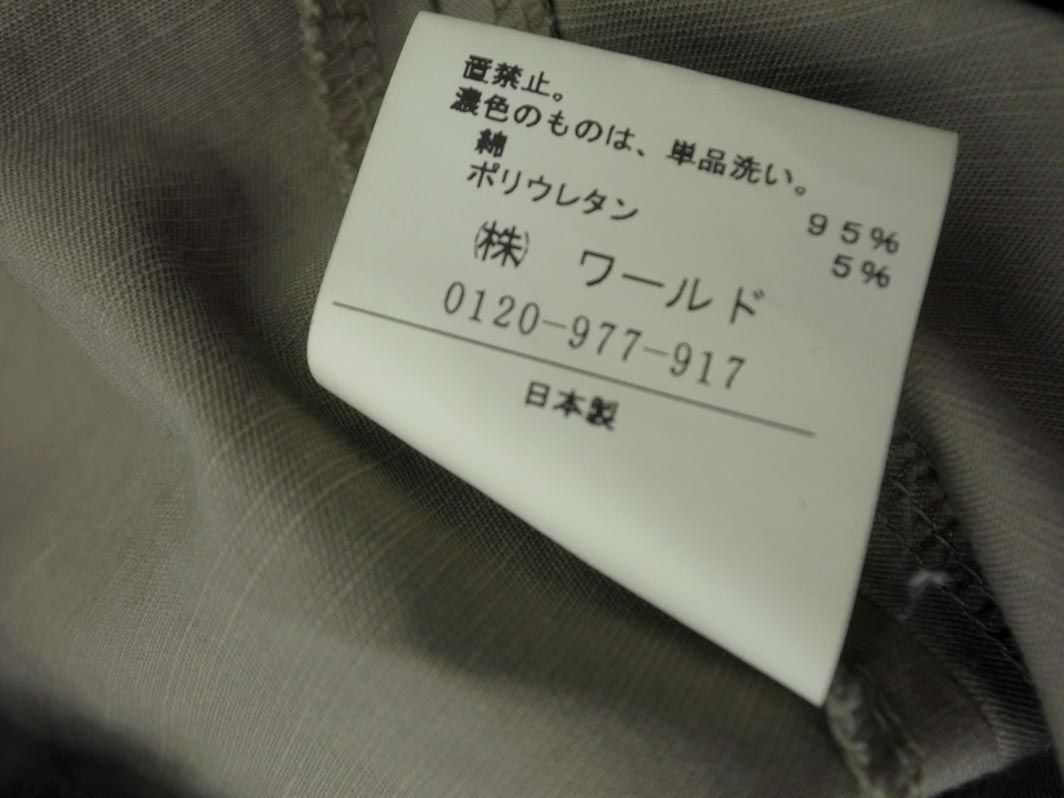 直禁止。
濃色のものは、単品洗い。
綿 95%
ポリウレタン 5%
㈱ ワールド
0120-977-917
日本製